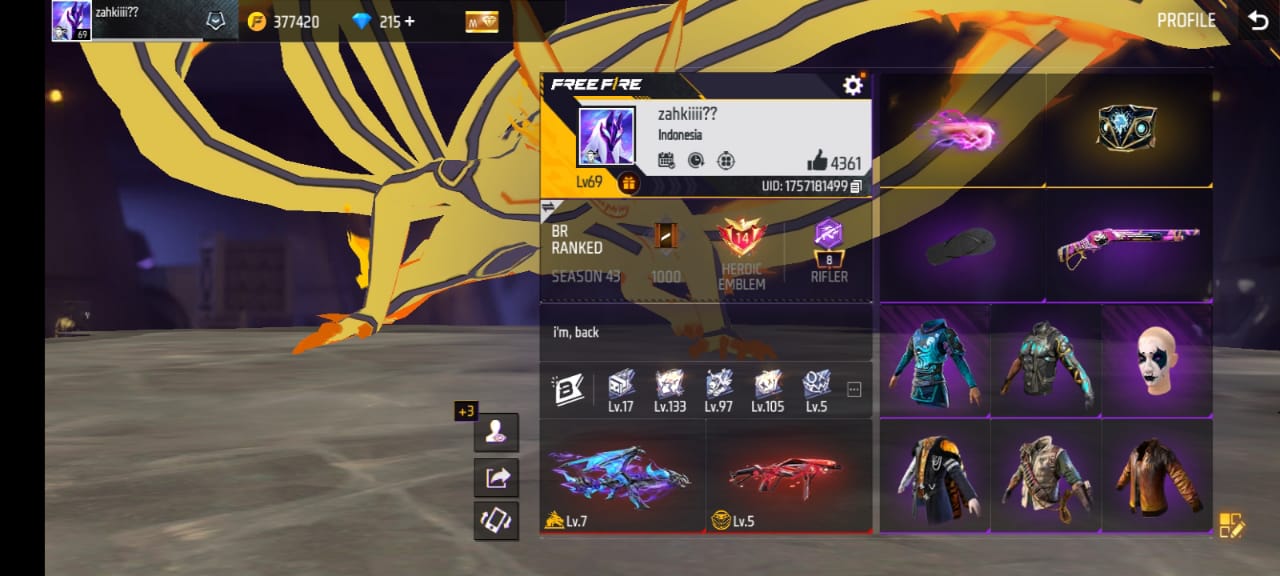 zahkiiii??
69
377420
215 +
W
PROFILE
FREE FIRE
zahkiiii??
Indonesia
4361
Lv69
UID: 1757181499
BR
RANKED
SEASON 43
1000
14
HEROIC
EMBLEM
8
RIFLER
i'm, back
B
Lv.17
Lv.133
Lv.97
Lv.105
Lv.5
+3
Lv.7
Lv.5